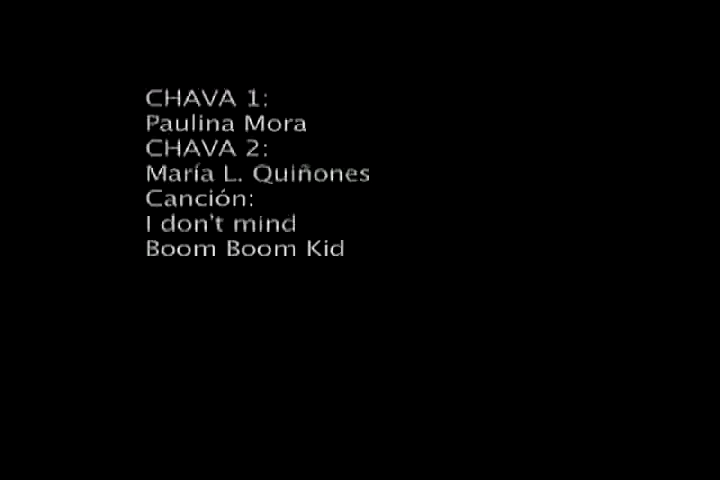 CHAVA 1:
Paulina Mora
CHAVA 2:
María L. Quiñones
Canción:
I don't mind
Boom Boom Kid